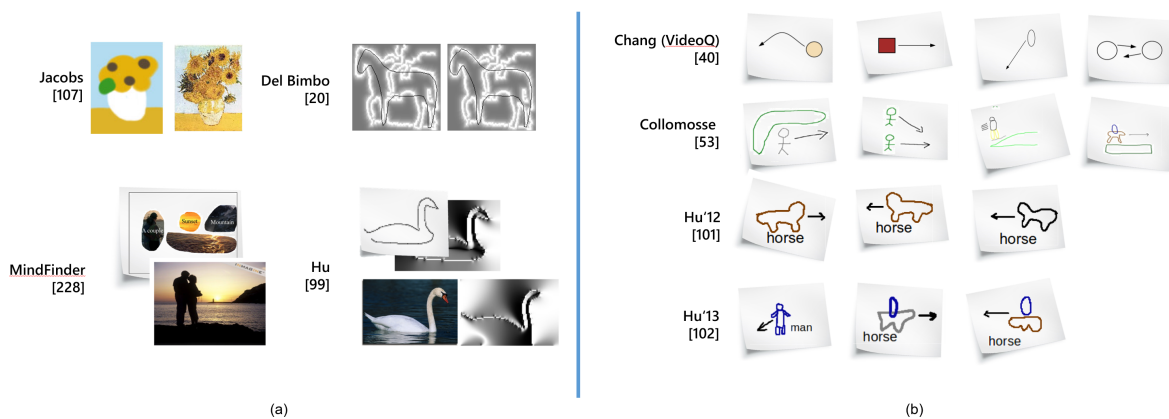 Jacobs
[107]
Del Bimbo
[20]
MindFinder
[228]
A couple
Sunset
Mountain
Hu
[99]
(a)
Chang (VideoQ)
[40]
Collomosse
[53]
Hu’12
[101]
horse
horse
horse
Hu’13
[102]
man
horse
horse
(b)